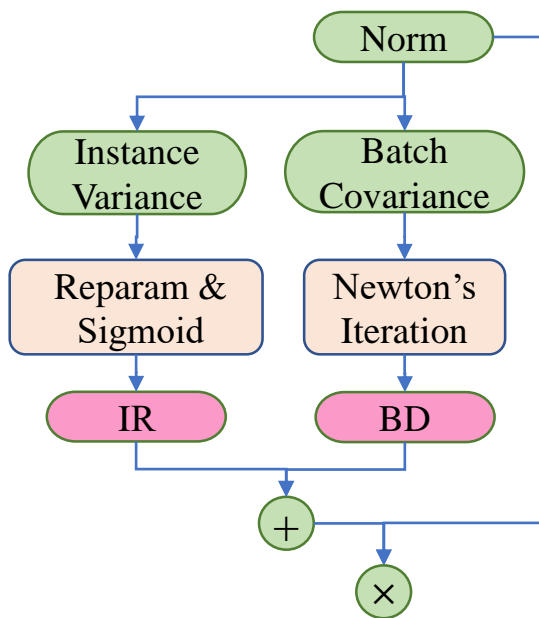 Norm
Instance
Variance
Batch
Covariance
Reparam &
Sigmoid
Newton's
Iteration
IR
BD
+
×